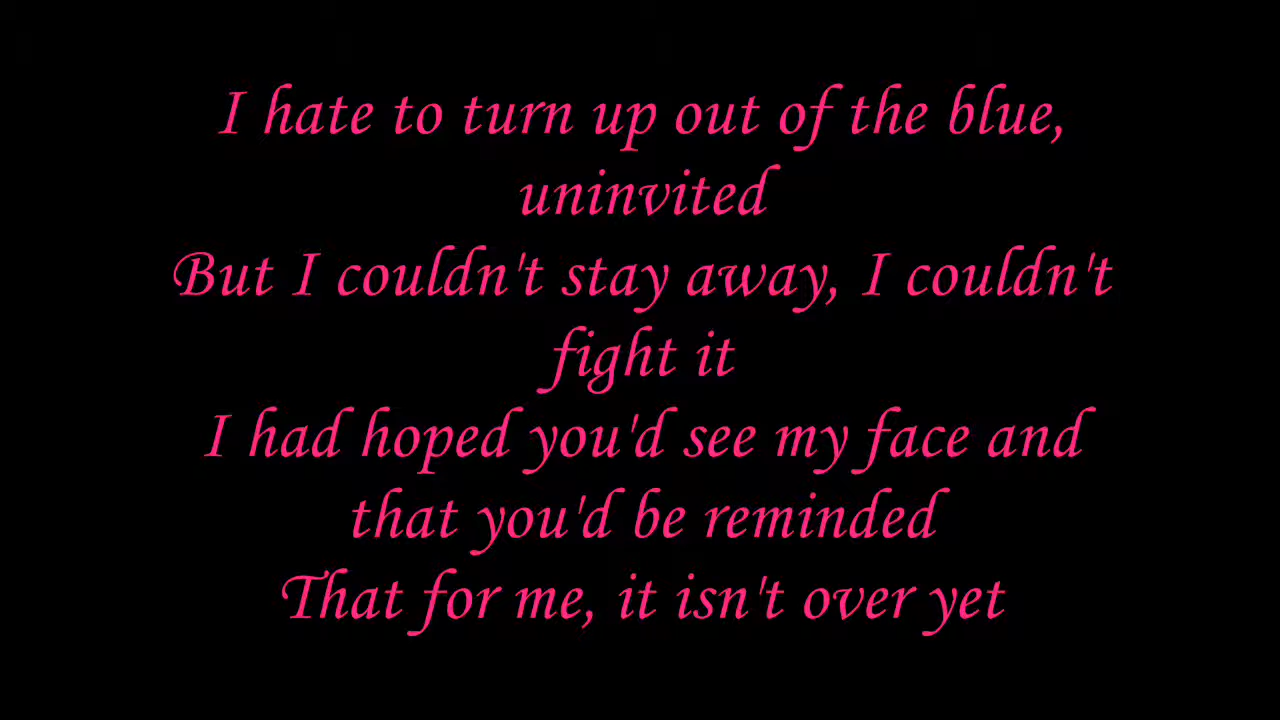 I hate to turn up out of the blue,
uninvited
But I couldn't stay away, I couldn't
fight it
I had hoped you'd see my face and
that you'd be reminded
That for me, it isn't over yet